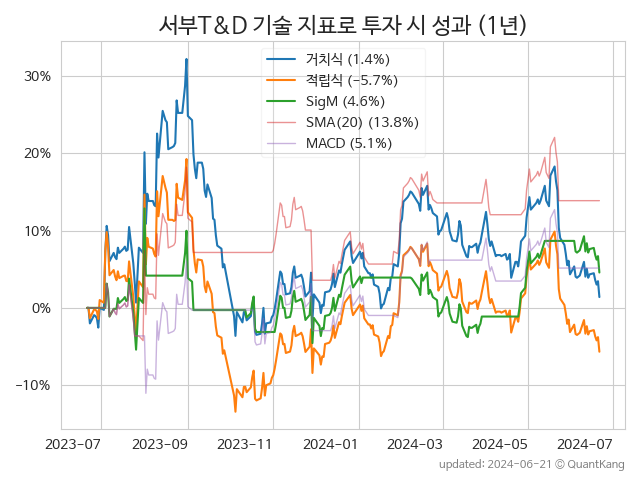 서부T&D 기술 지표로 투자 시 성과 (1년)
거치식 (1.4%)
적립식 (−5.7%)
SigM (4.6%)
SMA(20) (13.8%)
MACD (5.1%)
30%
20%
10%
0%
−10%
2023-07 2023-09 2023-11 2024-01 2024-03 2024-05 2024-07
updated: 2024-06-21 © QuantKang